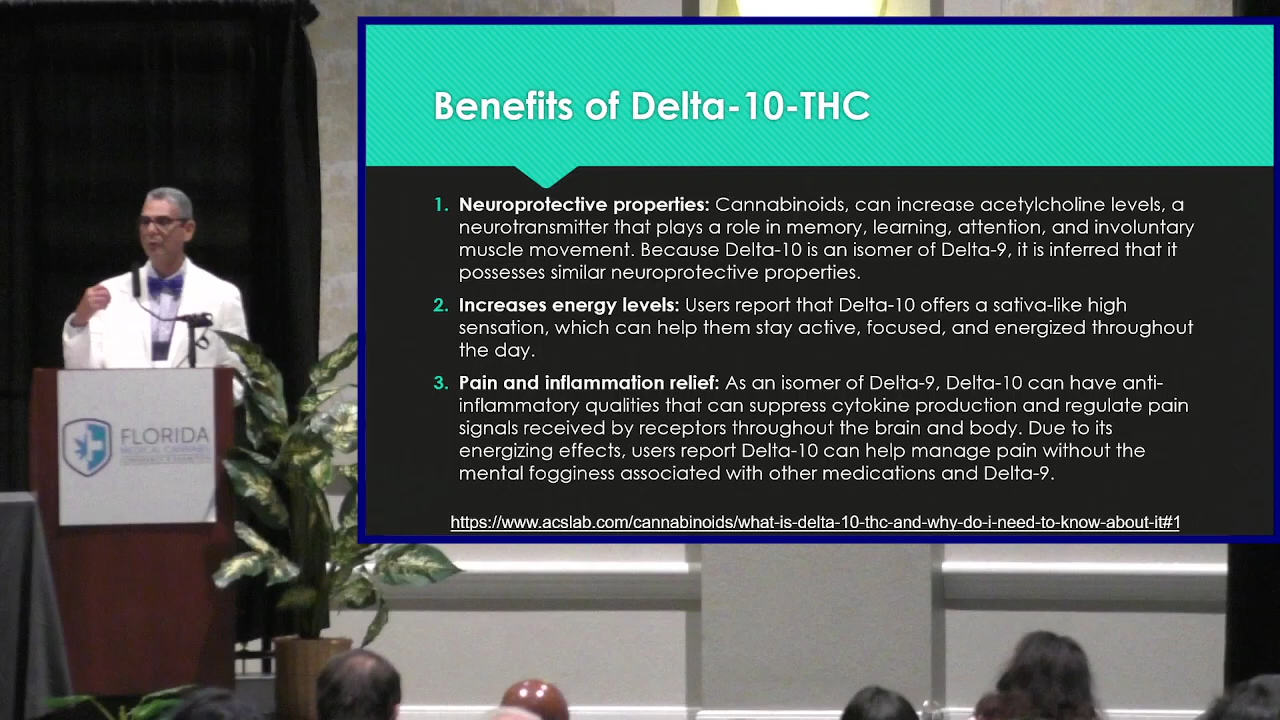 Benefits of Delta-10-THC
1. Neuroprotective properties: Cannabinoids, can increase acetylcholine levels, a
neurotransmitter that plays a role in memory, learning, attention, and involuntary
muscle movement. Because Delta-10 is an isomer of Delta-9, it is inferred that it
possesses similar neuroprotective properties.
2. Increases energy levels: Users report that Delta-10 offers a sativa-like high
sensation, which can help them stay active, focused, and energized throughout
the day.
3. Pain and inflammation relief: As an isomer of Delta-9, Delta-10 can have anti-
inflammatory qualities that can suppress cytokine production and regulate pain
signals received by receptors throughout the brain and body. Due to its
energizing effects, users report Delta-10 can help manage pain without the
mental fogginess associated with other medications and Delta-9.
https://www.acslab.com/cannabinoids/what-is-delta-10-thc-and-why-do-i-need-to-know-about-it#1
FLORIDA
MEDICAL CANNABIS